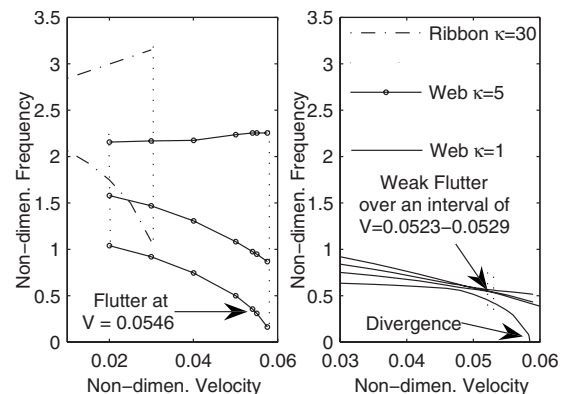 3.5
3
2.5
2
1.5
1
0.5
0
0.02
0.04
0.06
Non-dimen. Frequency
Non-dimen. Velocity
Flutter at
V = 0.0546
3.5
3
2.5
2
1.5
1
0.5
0
0.03
0.04
0.05
0.06
Non-dimen. Frequency
Non-dimen. Velocity
Ribbon κ=30
Web κ=5
Web κ=1
Weak Flutter
over an interval of
V=0.0523−0.0529
Divergence